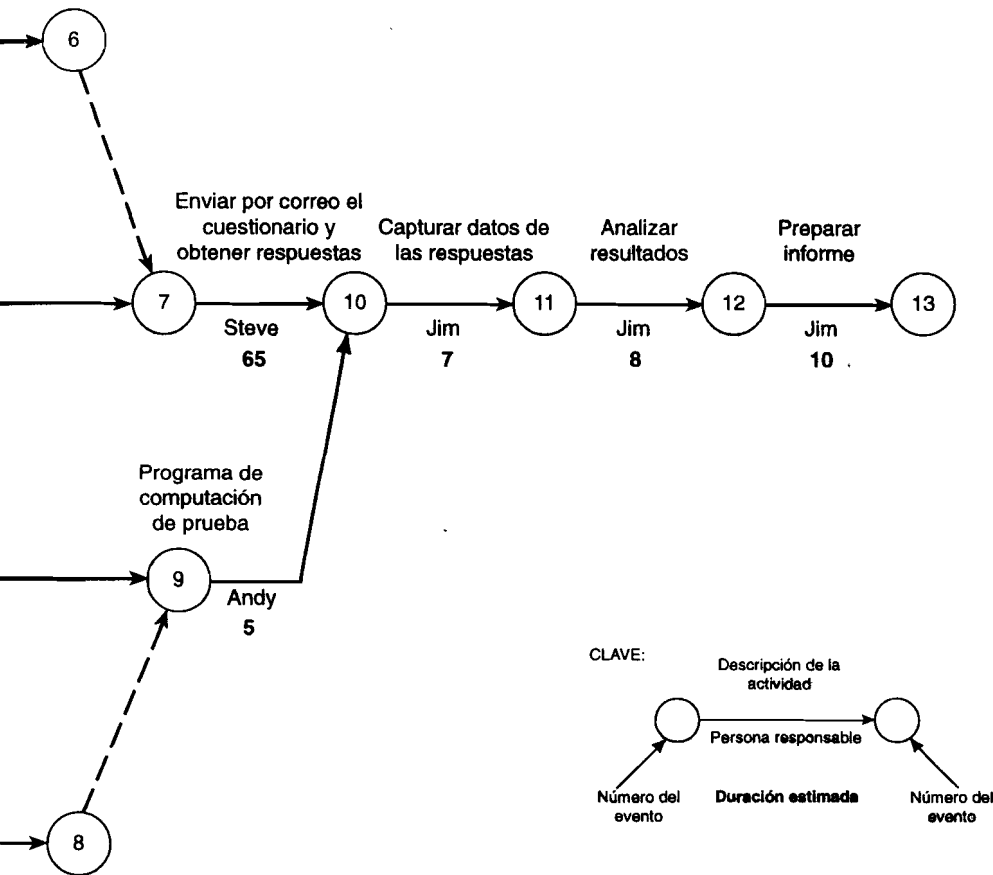 6
Enviar por correo el
cuestionario y
obtener respuestas
Capturar datos de
las respuestas
Analizar
resultados
Preparar
informe
7
10
11
12
13
Steve
65
Jim
7
Jim
8
Jim
10
Programa de
computación
de prueba
9
Andy
5
8
CLAVE:
Descripción de la
actividad
Persona responsable
Número del
evento
Duración estimada
Número del
evento